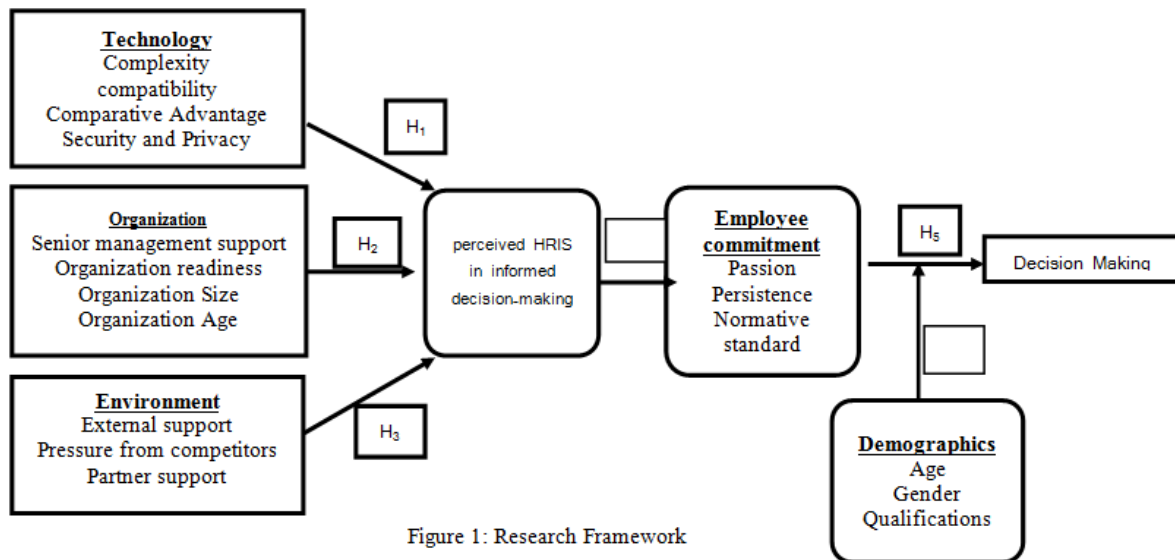 Technology
Complexity
compatibility
Comparative Advantage
Security and Privacy
H₁
Organization
Senior management support
Organization readiness
Organization Size
Organization Age
H₂
Environment
External support
Pressure from competitors
Partner support
H₃
perceived HRIS
in informed
decision-making
Employee
commitment
Passion
Persistence
Normative
standard
H₅
Decision Making
Demographics
Age
Gender
Qualifications
Figure 1: Research Framework